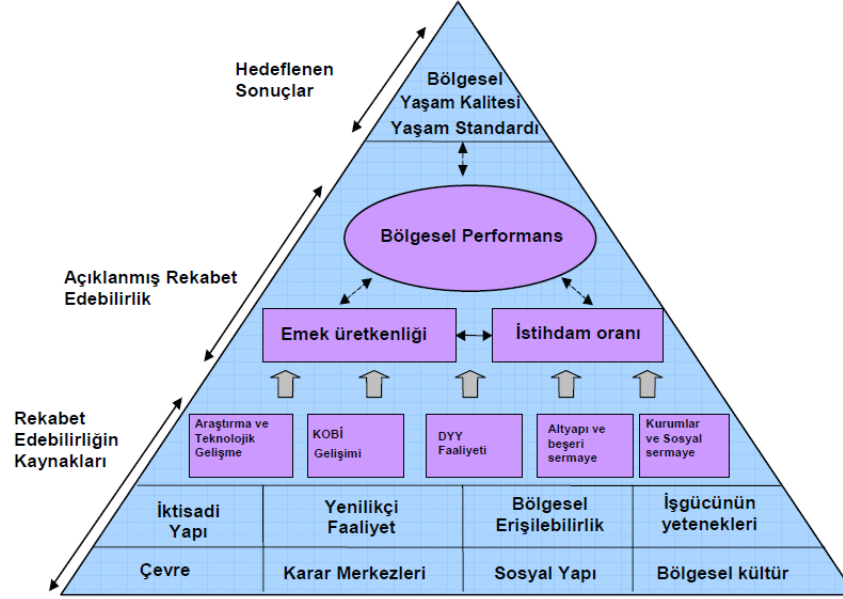 Hedeflenen
Sonuçlar
Bölgesel
Yaşam Kalitesi
Yaşam Standardı
Bölgesel Performans
Açıklanmış Rekabet
Edebilirlik
Emek üretkenliği
İstihdam oranı
Rekabet
Edebilirliğin
Kaynakları
Araştırma ve
Teknolojik
Gelişme
KOBİ
Gelişimi
DYY
Faaliyeti
Altyapı ve
beşeri
sermaye
Kurumlar
ve Sosyal
sermaye
İktisadi
Yapı
Yenilikçi
Faaliyet
Bölgesel
Erişilebilirlik
İşgücünün
yetenekleri
Çevre
Karar Merkezleri
Sosyal Yapı
Bölgesel kültür